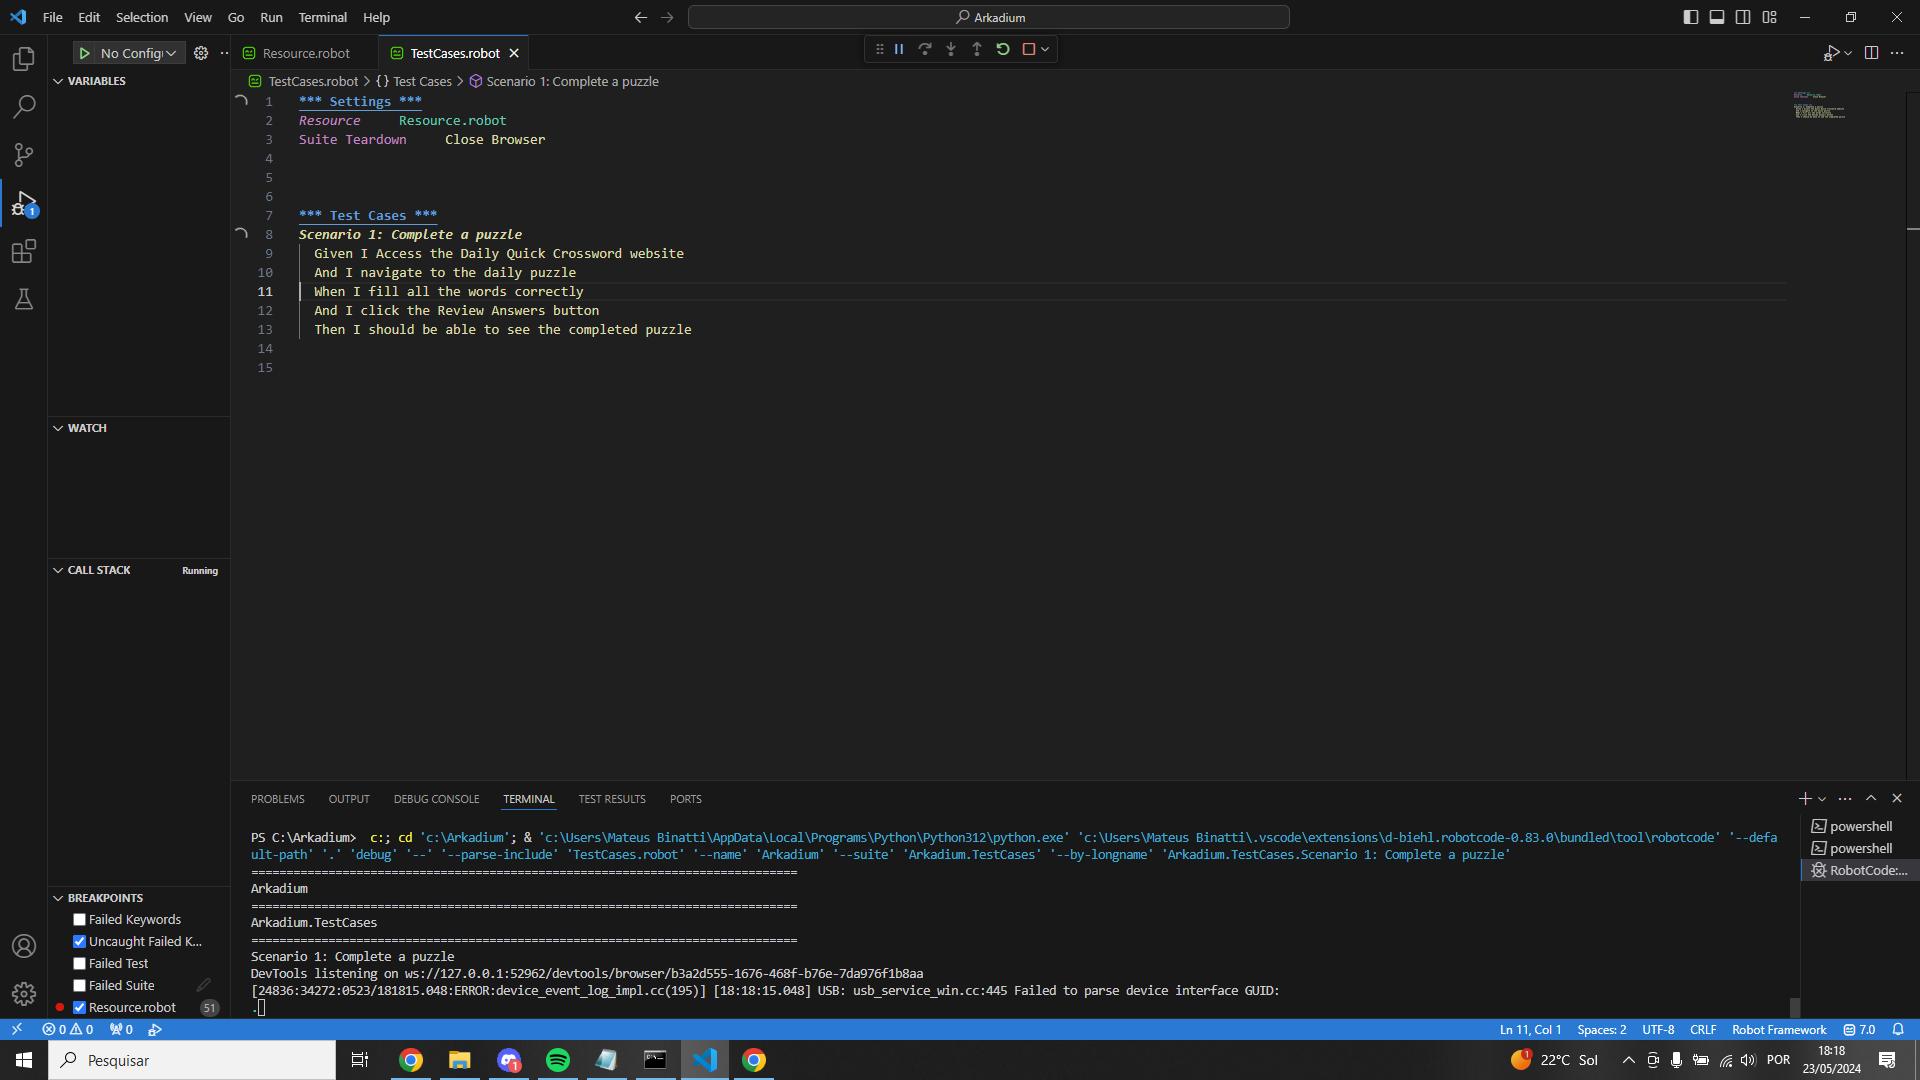 File Edit Selection View Go Run Terminal Help
Arkadium
No Config
Resource.robot
TestCases.robot
TestCases.robot > {} Test Cases > Scenario 1: Complete a puzzle
VARIABLES
1 *** Settings ***
2 Resource Resource.robot
3 Suite Teardown Close Browser
4
5
6
7 *** Test Cases ***
8 Scenario 1: Complete a puzzle
9 Given I Access the Daily Quick Crossword website
10 And I navigate to the daily puzzle
11 When I fill all the words correctly
12 And I click the Review Answers button
13 Then I should be able to see the completed puzzle
14
15
WATCH
CALL STACK Running
BREAKPOINTS
Failed Keywords
Uncaught Failed K...
Failed Test
Failed Suite
Resource.robot 51
1
PROBLEMS OUTPUT DEBUG CONSOLE TERMINAL TEST RESULTS PORTS
PS C:\Arkadium>  c:; cd 'c:\Arkadium'; & 'c:\Users\Mateus Binatti\AppData\Local\Programs\Python\Python312\python.exe' 'c:\Users\Mateus Binatti\.vscode\extensions\d-biehl.robotcode-0.83.0\bundled\tool\robotcode' '--defa
ult-path' '.' 'debug' '--' '--parse-include' 'TestCases.robot' '--name' 'Arkadium' '--suite' 'Arkadium.TestCases' '--by-longname' 'Arkadium.TestCases.Scenario 1: Complete a puzzle'
==============================================================================
Arkadium
==============================================================================
Arkadium.TestCases
==============================================================================
Scenario 1: Complete a puzzle
DevTools listening on ws://127.0.0.1:52962/devtools/browser/b3a2d555-1676-468f-b76e-7da976f1b8aa
[24836:34272:0523/181815.048:ERROR:device_event_log_impl.cc(195)] [18:18:15.048] USB: usb_service_win.cc:445 Failed to parse device interface GUID:
.
powershell
powershell
RobotCode:...
0 0 0
Ln 11, Col 1 Spaces: 2 UTF-8 CRLF Robot Framework 7.0
Pesquisar
1
1
22°C Sol
POR
18:18
23/05/2024